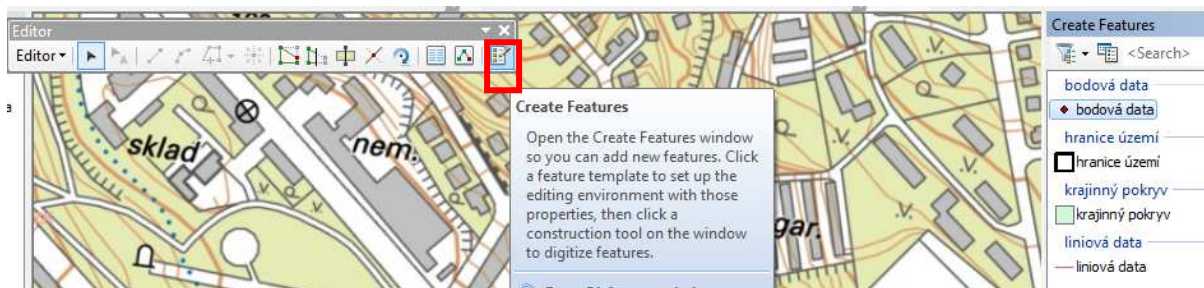 Editor
Editor
Create Features
Open the Create Features window
so you can add new features. Click
a feature template to set up the
editing environment with those
properties, then click a
construction tool on the window
to digitize features.
sklad
nem.
gar.
Create Features
<Search>
bodová data
bodová data
hranice území
hranice území
krajinný pokryv
krajinný pokryv
liniová data
liniová data